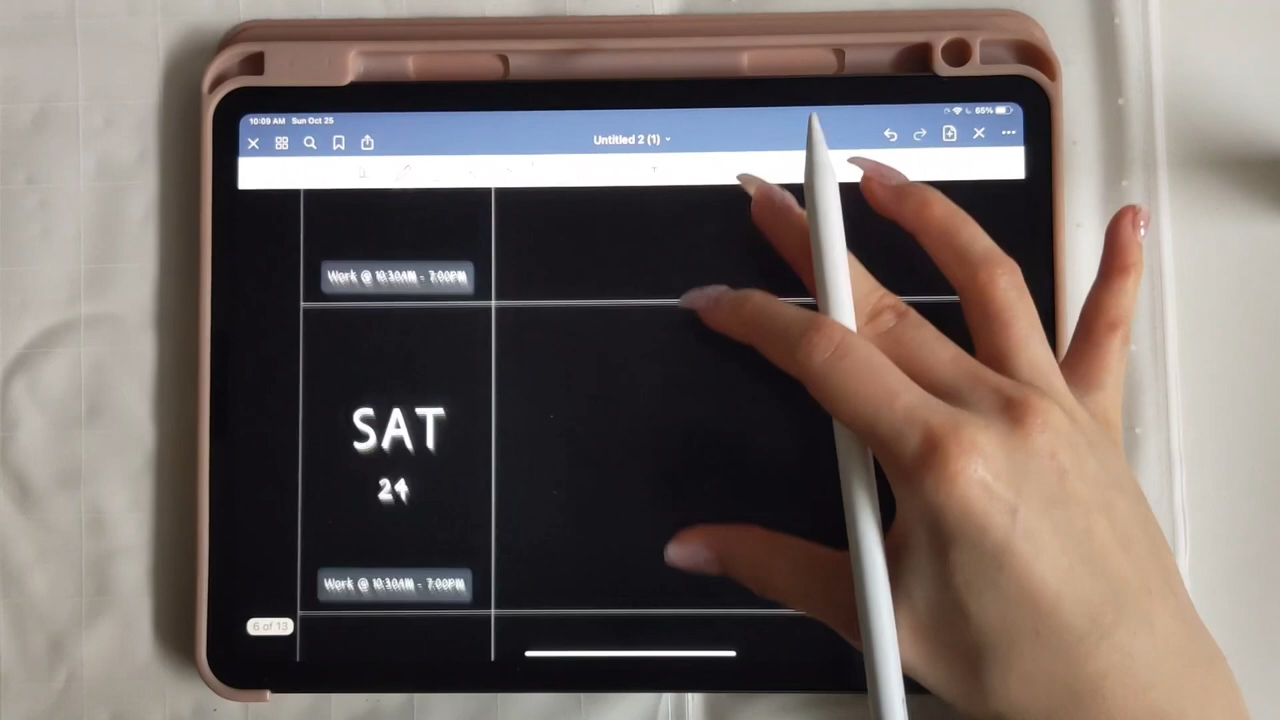 10:09 AM Sun Oct 25
65%
Untitled 2 (1)
T
Work @ 10:30AM - 7:00PM
SAT
24
Work @ 10:30AM - 7:00PM
6 of 13